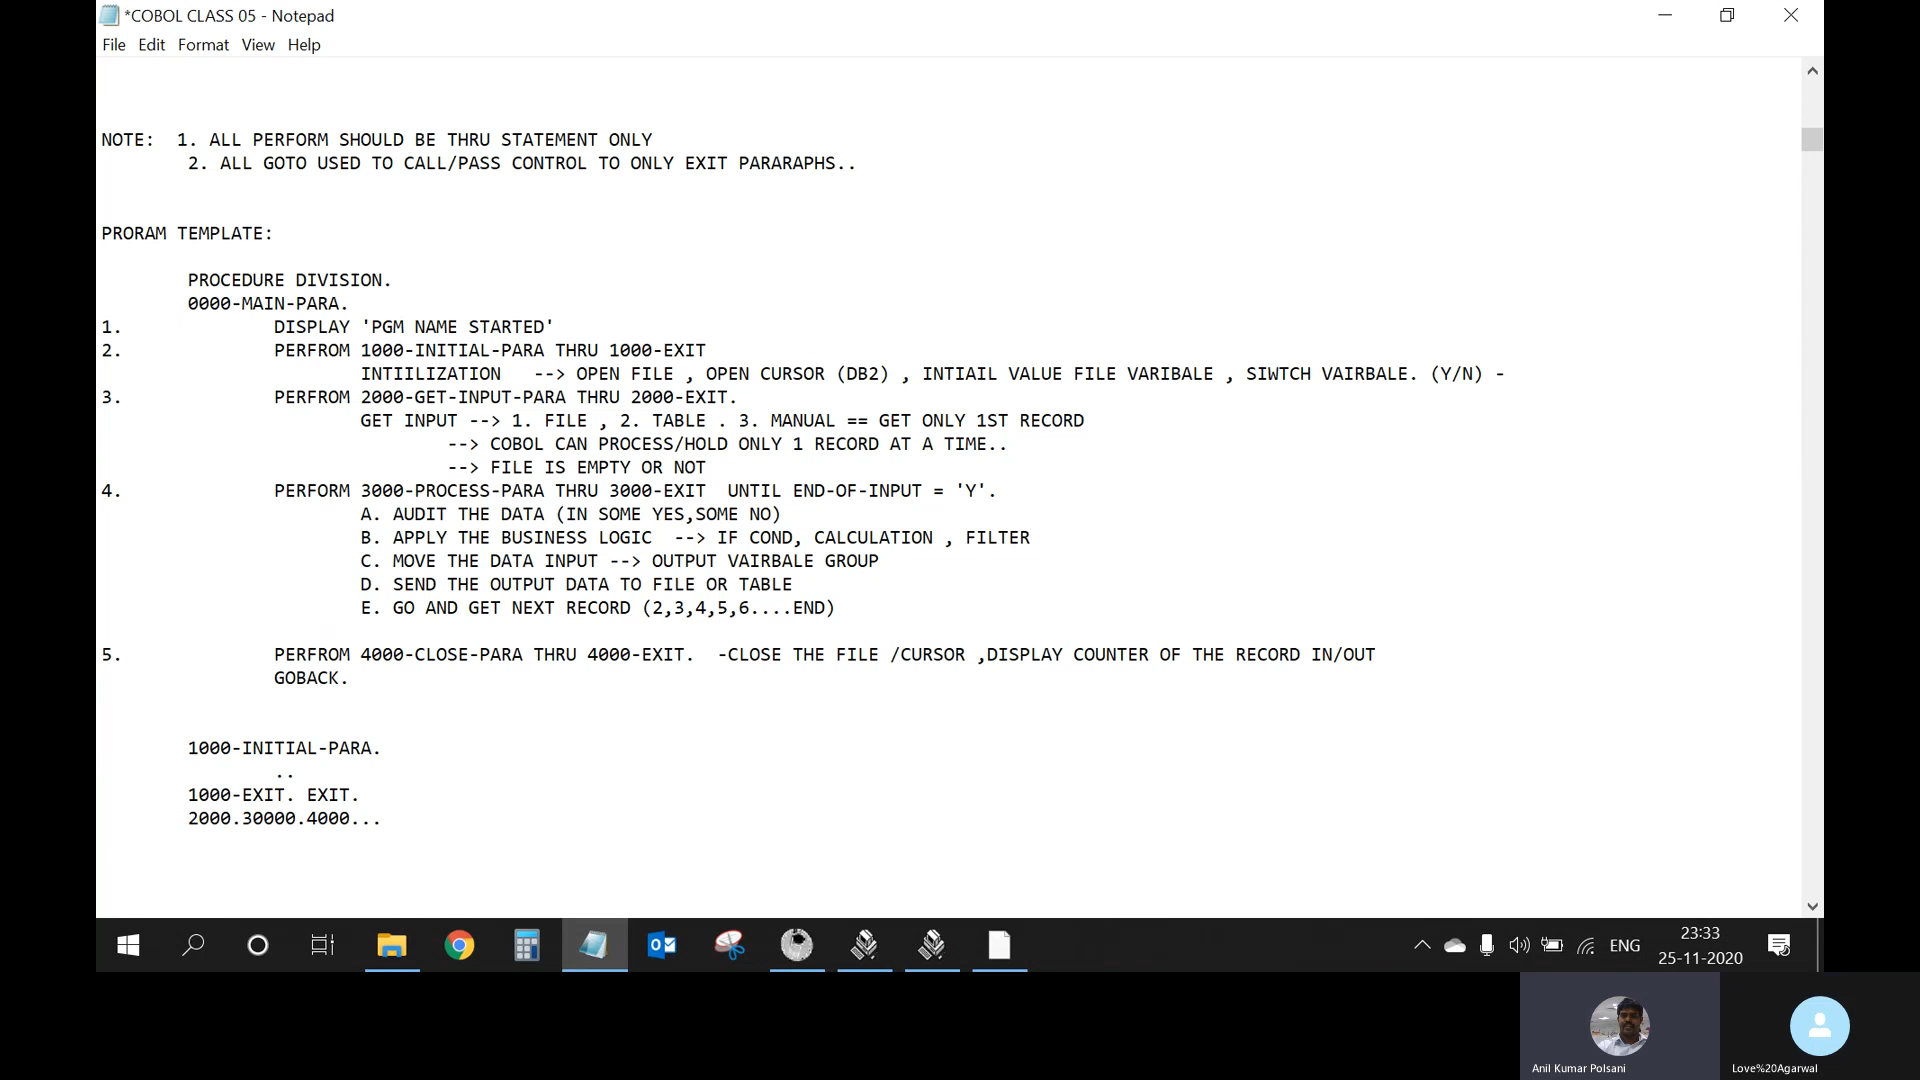 *COBOL CLASS 05 - Notepad
File Edit Format View Help
NOTE: 1. ALL PERFORM SHOULD BE THRU STATEMENT ONLY
2. ALL GOTO USED TO CALL/PASS CONTROL TO ONLY EXIT PARARAPHS..
PRORAM TEMPLATE:
PROCEDURE DIVISION.
0000-MAIN-PARA.
1. DISPLAY 'PGM NAME STARTED'
2. PERFROM 1000-INITIAL-PARA THRU 1000-EXIT
INTIILIZATION --> OPEN FILE , OPEN CURSOR (DB2) , INTIAIL VALUE FILE VARIBALE , SIWTCH VAIRBALE. (Y/N) -
3. PERFROM 2000-GET-INPUT-PARA THRU 2000-EXIT.
GET INPUT --> 1. FILE , 2. TABLE . 3. MANUAL == GET ONLY 1ST RECORD
--> COBOL CAN PROCESS/HOLD ONLY 1 RECORD AT A TIME..
--> FILE IS EMPTY OR NOT
4. PERFORM 3000-PROCESS-PARA THRU 3000-EXIT UNTIL END-OF-INPUT = 'Y'.
A. AUDIT THE DATA (IN SOME YES,SOME NO)
B. APPLY THE BUSINESS LOGIC --> IF COND, CALCULATION , FILTER
C. MOVE THE DATA INPUT --> OUTPUT VAIRBALE GROUP
D. SEND THE OUTPUT DATA TO FILE OR TABLE
E. GO AND GET NEXT RECORD (2,3,4,5,6....END)
5. PERFROM 4000-CLOSE-PARA THRU 4000-EXIT. -CLOSE THE FILE /CURSOR ,DISPLAY COUNTER OF THE RECORD IN/OUT
GOBACK.
1000-INITIAL-PARA.
..
1000-EXIT. EXIT.
2000.30000.4000...
ENG
23:33
25-11-2020
Anil Kumar Polsani
Love%20Agarwal